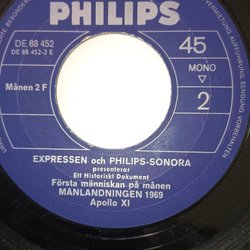 PHILIPS
DE 88 452
DE 88 452-2 E
45
MONO
Månen 2 F
2
EXPRESSEN och PHILIPS-SONORA
presenterar
Ett Historiskt Dokument
Första människan på månen
MÅNLANDNINGEN 1969
Apollo XI